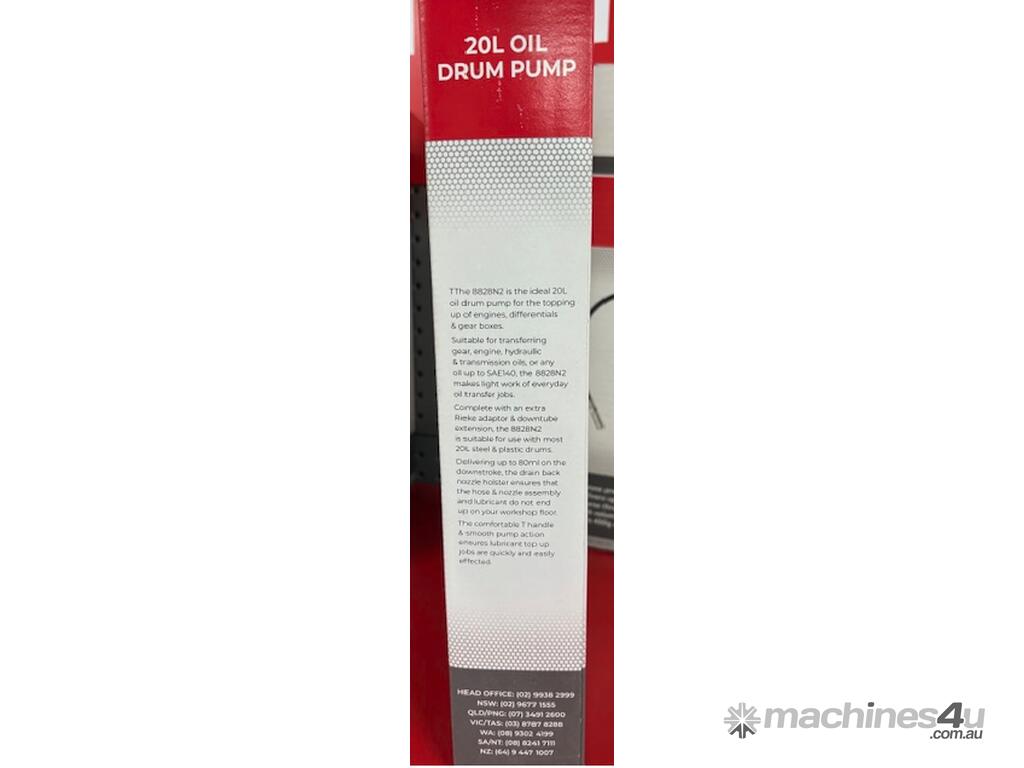 20L OIL
DRUM PUMP
TThe 8828N2 is the ideal 20L
oil drum pump for the topping
up of engines, differentials
& gear boxes.
Suitable for transferring
gear, engine, hydraulic
& transmission oils, or any
oil up to SAE140, the 8828N2
makes light work of everyday
oil transfer jobs.
Complete with an extra
Rieke adaptor & downtube
extension, the 8828N2
is suitable for use with most
20L steel & plastic drums.
Delivering up to 80ml on the
downstroke, the drain back
nozzle holster ensures that
the hose & nozzle assembly
and lubricant do not end
up on your workshop floor.
The comfortable T handle
& smooth pump action
ensures lubricant top up
jobs are quickly and easily
effected.
HEAD OFFICE: (02) 9938 2999
NSW: (02) 9677 1555
QLD/PNG: (07) 3491 2600
VIC/TAS: (03) 8787 8288
WA: (08) 9302 4199
SA/NT: (08) 8241 7111
NZ: (64) 9 447 1007
machines4u
.com.au